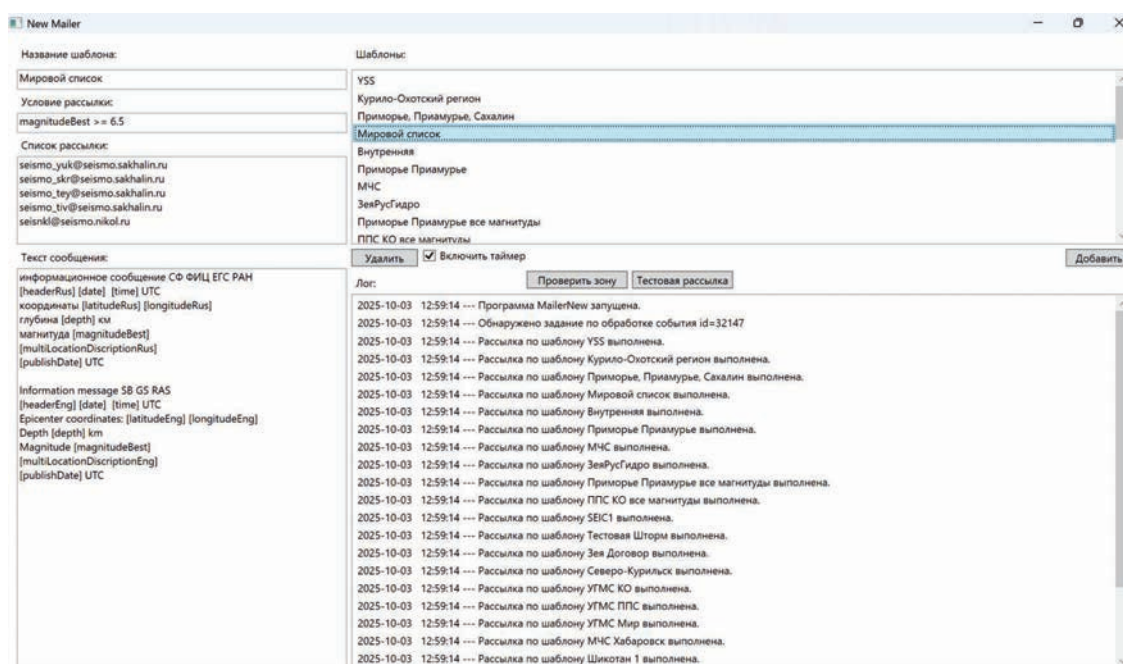 New Mailer
Название шаблона:
Мировой список
Условие рассылки:
magnitudeBest >= 6.5
Список рассылки:
seismo_yuk@seismo.sakhalin.ru
seismo_skr@seismo.sakhalin.ru
seismo_tey@seismo.sakhalin.ru
seismo_tiv@seismo.sakhalin.ru
seisnkl@seismo.nikol.ru
Текст сообщения:
информационное сообщение СФ ФИЦ ЕГС РАН
[headerRus] [date] [time] UTC
координаты [latitudeRus] [longitudeRus]
глубина [depth] км
магнитуда [magnitudeBest]
[multiLocationDiscriptionRus]
[publishDate] UTC
Information message SB GS RAS
[headerEng] [date] [time] UTC
Epicenter coordinates: [latitudeEng] [longitudeEng]
Depth [depth] km
Magnitude [magnitudeBest]
[multiLocationDiscriptionEng]
[publishDate] UTC
Шаблоны:
YSS
Курило-Охотский регион
Приморье, Приамурье, Сахалин
Мировой список
Внутренняя
Приморье Приамурье
МЧС
ЗеяРусГидро
Приморье Приамурье все магнитуды
ППС КО все магнитуды
Удалить
Включить таймер
Добавить
Лог:
Проверить зону
Тестовая рассылка
2025-10-03 12:59:14 --- Программа MailerNew запущена.
2025-10-03 12:59:14 --- Обнаружено задание по обработке события id=32147
2025-10-03 12:59:14 --- Рассылка по шаблону YSS выполнена.
2025-10-03 12:59:14 --- Рассылка по шаблону Курило-Охотский регион выполнена.
2025-10-03 12:59:14 --- Рассылка по шаблону Приморье, Приамурье, Сахалин выполнена.
2025-10-03 12:59:14 --- Рассылка по шаблону Мировой список выполнена.
2025-10-03 12:59:14 --- Рассылка по шаблону Внутренняя выполнена.
2025-10-03 12:59:14 --- Рассылка по шаблону Приморье Приамурье выполнена.
2025-10-03 12:59:14 --- Рассылка по шаблону МЧС выполнена.
2025-10-03 12:59:14 --- Рассылка по шаблону ЗеяРусГидро выполнена.
2025-10-03 12:59:14 --- Рассылка по шаблону Приморье Приамурье все магнитуды выполнена.
2025-10-03 12:59:14 --- Рассылка по шаблону ППС КО все магнитуды выполнена.
2025-10-03 12:59:14 --- Рассылка по шаблону SEIC1 выполнена.
2025-10-03 12:59:14 --- Рассылка по шаблону Тестовая Шторм выполнена.
2025-10-03 12:59:14 --- Рассылка по шаблону Зея Договор выполнена.
2025-10-03 12:59:14 --- Рассылка по шаблону Северо-Курильск выполнена.
2025-10-03 12:59:14 --- Рассылка по шаблону УГМС КО выполнена.
2025-10-03 12:59:14 --- Рассылка по шаблону УГМС ППС выполнена.
2025-10-03 12:59:14 --- Рассылка по шаблону УГМС Мир выполнена.
2025-10-03 12:59:14 --- Рассылка по шаблону МЧС Хабаровск выполнена.
2025-10-03 12:59:14 --- Рассылка по шаблону Шикотан 1 выполнена.